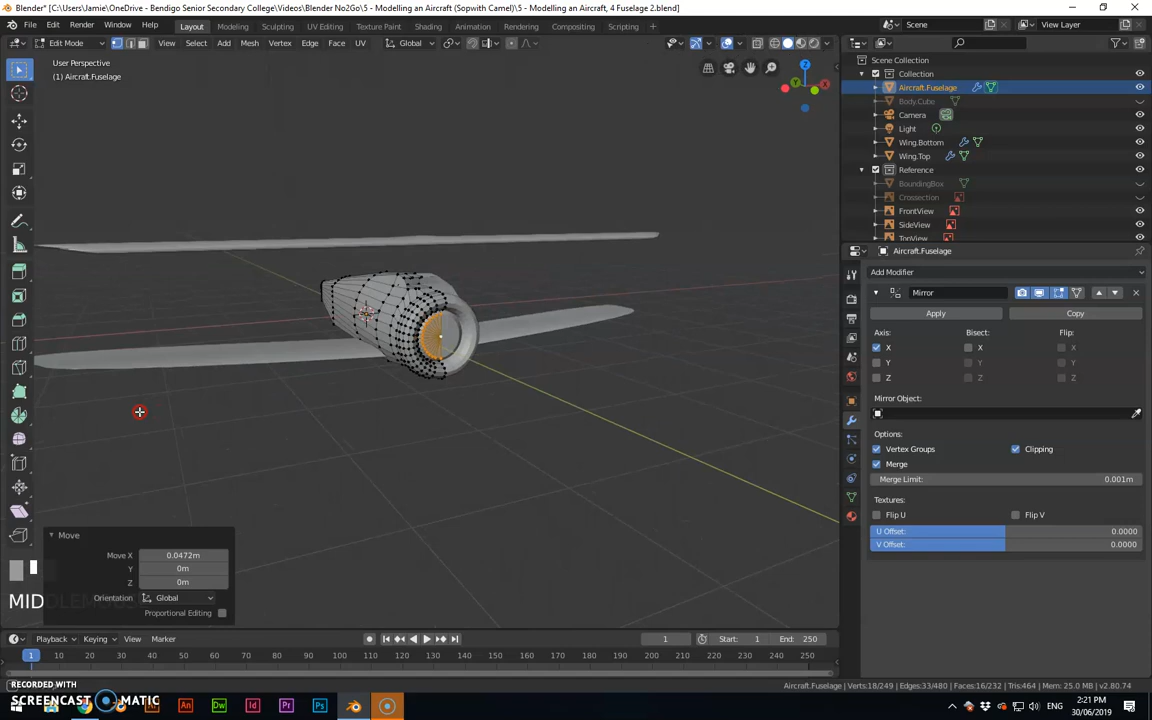 Blender* [C:\Users\Jamie\OneDrive - Bendigo Senior Secondary College\Videos\Blender No2Go\5 - Modelling an Aircraft (Sopwith Camel)\5 - Modelling an Aircraft, 4 Fuselage 2.blend]
File Edit Render Window Help Layout Modeling Sculpting UV Editing Texture Paint Shading Animation Rendering Compositing Scripting Scene View Layer
Edit Mode View Select Add Mesh Vertex Edge Face UV Global
User Perspective
(1) Aircraft.Fuselage
Z
Y
X
Scene Collection
Collection
Aircraft.Fuselage
Body.Cube
Camera
Light
Wing.Bottom
Wing.Top
Reference
BoundingBox
Crossection
FrontView
SideView
TopView
Aircraft.Fuselage
Add Modifier
Mirror
Apply Copy
Axis: Bisect: Flip:
X X X
Y Y Y
Z Z Z
Mirror Object:
Options:
Vertex Groups Clipping
Merge
Merge Limit: 0.001m
Textures:
Flip U Flip V
U Offset: 0.0000
V Offset: 0.0000
Move
Move X 0.0472m
Y 0m
Z 0m
Orientation Global
Proportional Editing
Playback Keying View Marker 1 Start: 1 End: 250
1 10 20 30 40 50 60 70 80 90 100 110 120 130 140 150 160 170 180 190 200 210 220 230 240 250
RECORDED WITH
SCREENCAST MATIC
Aircraft.Fuselage | Verts:18/249 | Edges:33/480 | Faces:16/232 | Tris:464 | Mem: 25.0 MB | v2.80.74
An Dw Id Pr Ps
ENG
2:21 PM
30/06/2019